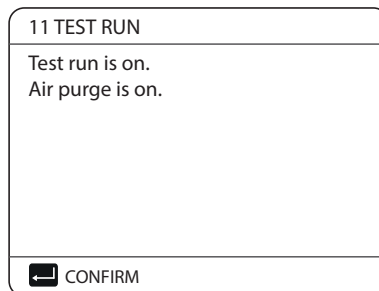 11 TEST RUN
Test run is on.
Air purge is on.
CONFIRM